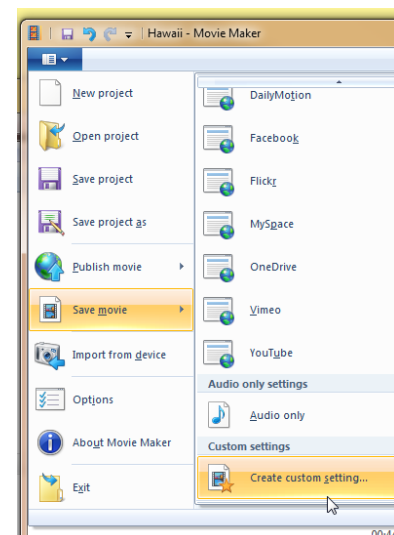 Hawaii - Movie Maker
New project
Open project
Save project
Save project as
Publish movie
Save movie
Import from device
Options
About Movie Maker
Exit
DailyMotion
Facebook
Flickr
MySpace
OneDrive
Vimeo
YouTube
Audio only settings
Audio only
Custom settings
Create custom setting...